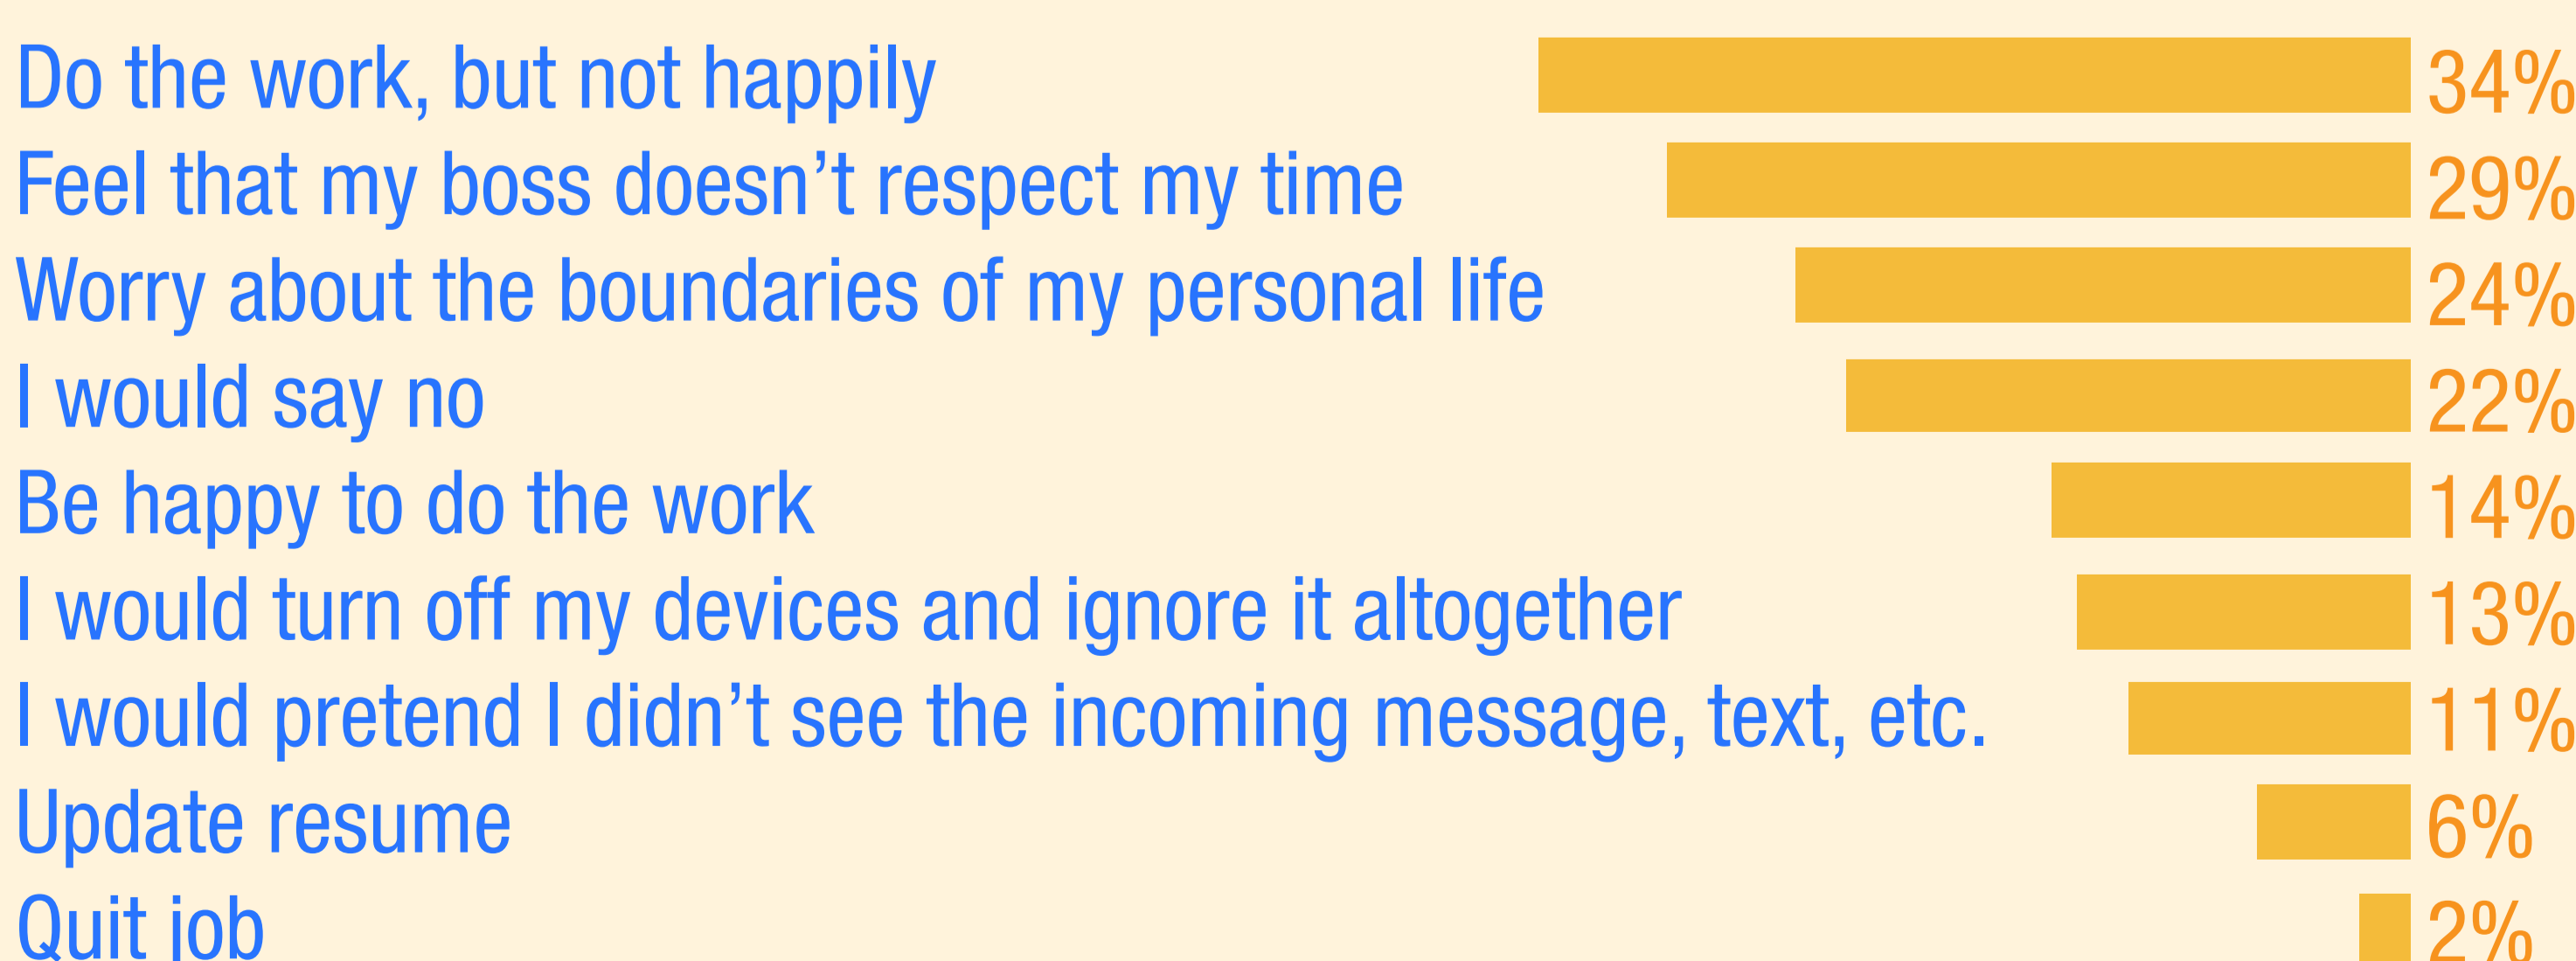 Do the work, but not happily 34%
Feel that my boss doesn’t respect my time 29%
Worry about the boundaries of my personal life 24%
I would say no 22%
Be happy to do the work 14%
I would turn off my devices and ignore it altogether 13%
I would pretend I didn’t see the incoming message, text, etc. 11%
Update resume 6%
Quit job 2%